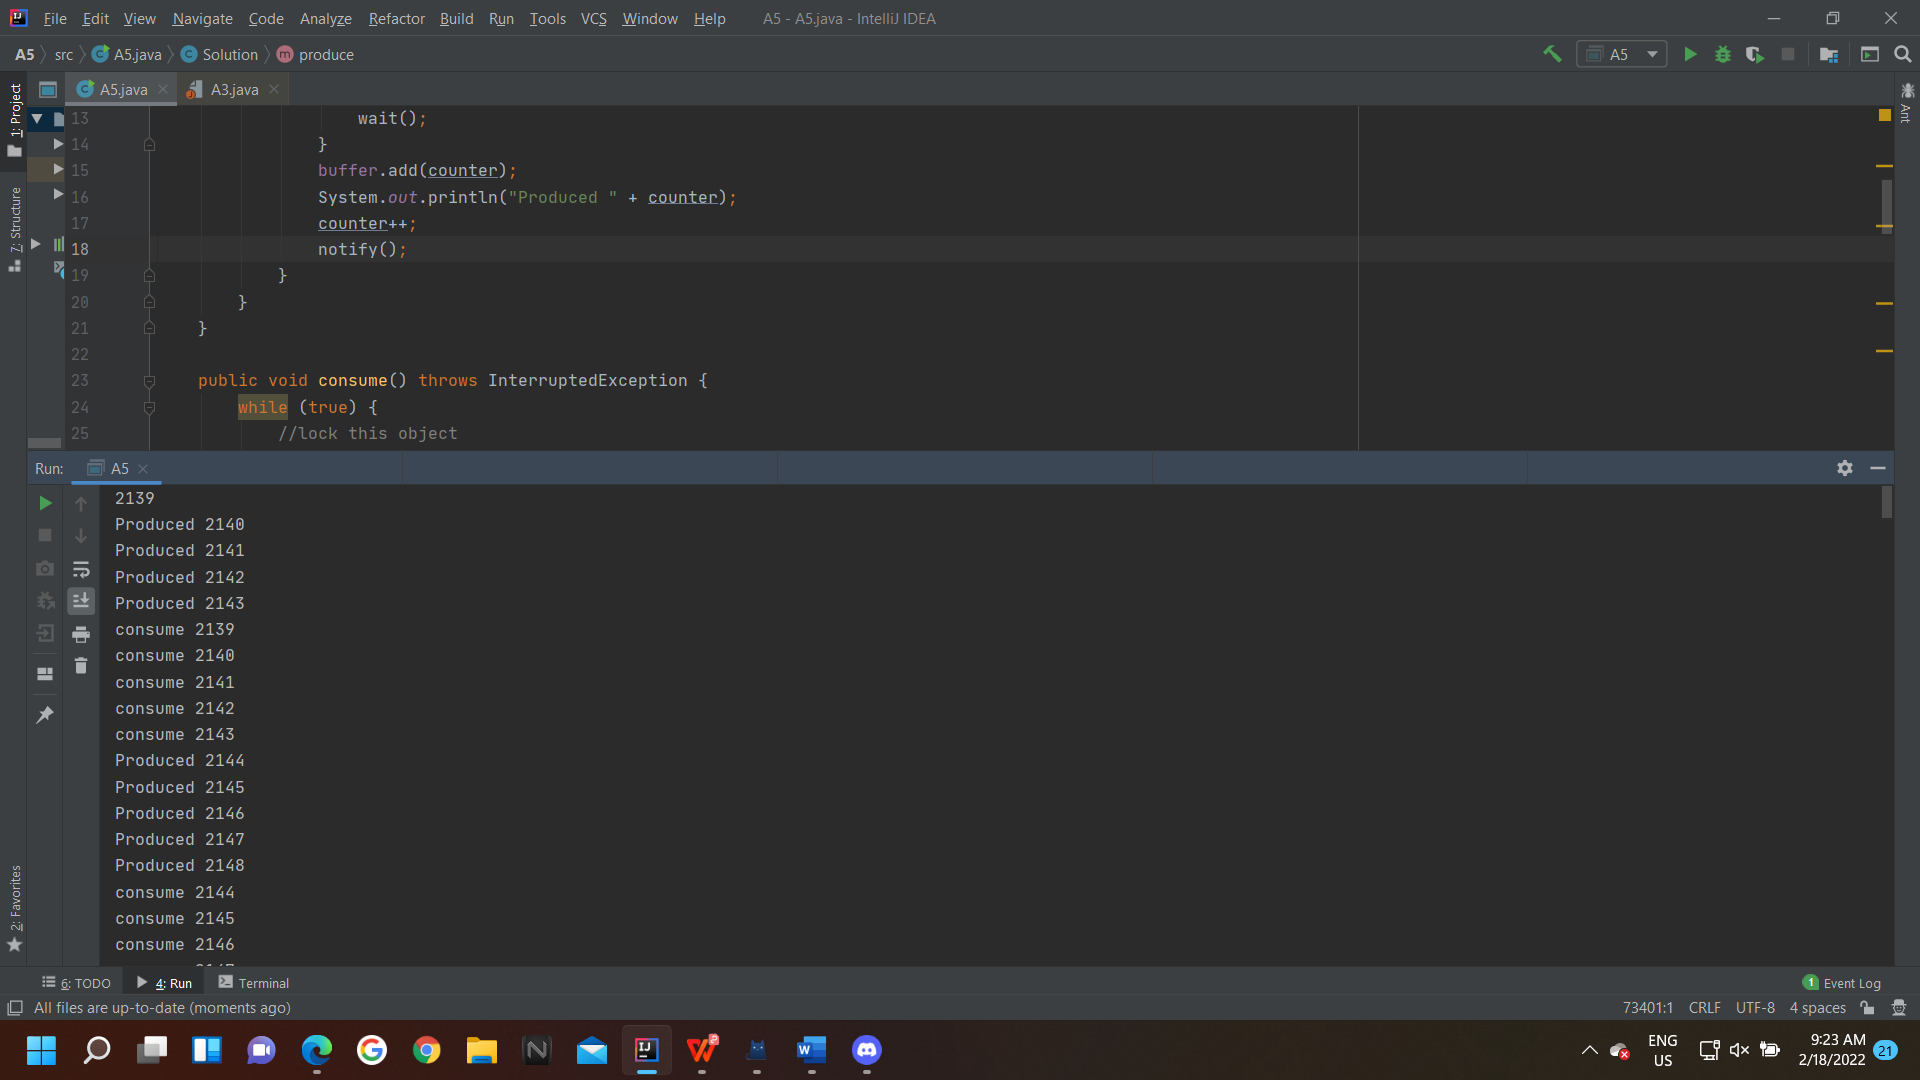 File Edit View Navigate Code Analyze Refactor Build Run Tools VCS Window Help A5 - A5.java - IntelliJ IDEA
A5 src A5.java Solution produce A5
A5.java A3.java
1: Project
7: Structure
2: Favorites
Ant
13 wait();
14 }
15 buffer.add(counter);
16 System.out.println("Produced " + counter);
17 counter++;
18 notify();
19 }
20 }
21 }
22
23 public void consume() throws InterruptedException {
24 while (true) {
25 //lock this object
Run: A5
2139
Produced 2140
Produced 2141
Produced 2142
Produced 2143
consume 2139
consume 2140
consume 2141
consume 2142
consume 2143
Produced 2144
Produced 2145
Produced 2146
Produced 2147
Produced 2148
consume 2144
consume 2145
consume 2146
6: TODO 4: Run Terminal 1 Event Log
All files are up-to-date (moments ago) 73401:1 CRLF UTF-8 4 spaces
ENG
US
9:23 AM
2/18/2022
21